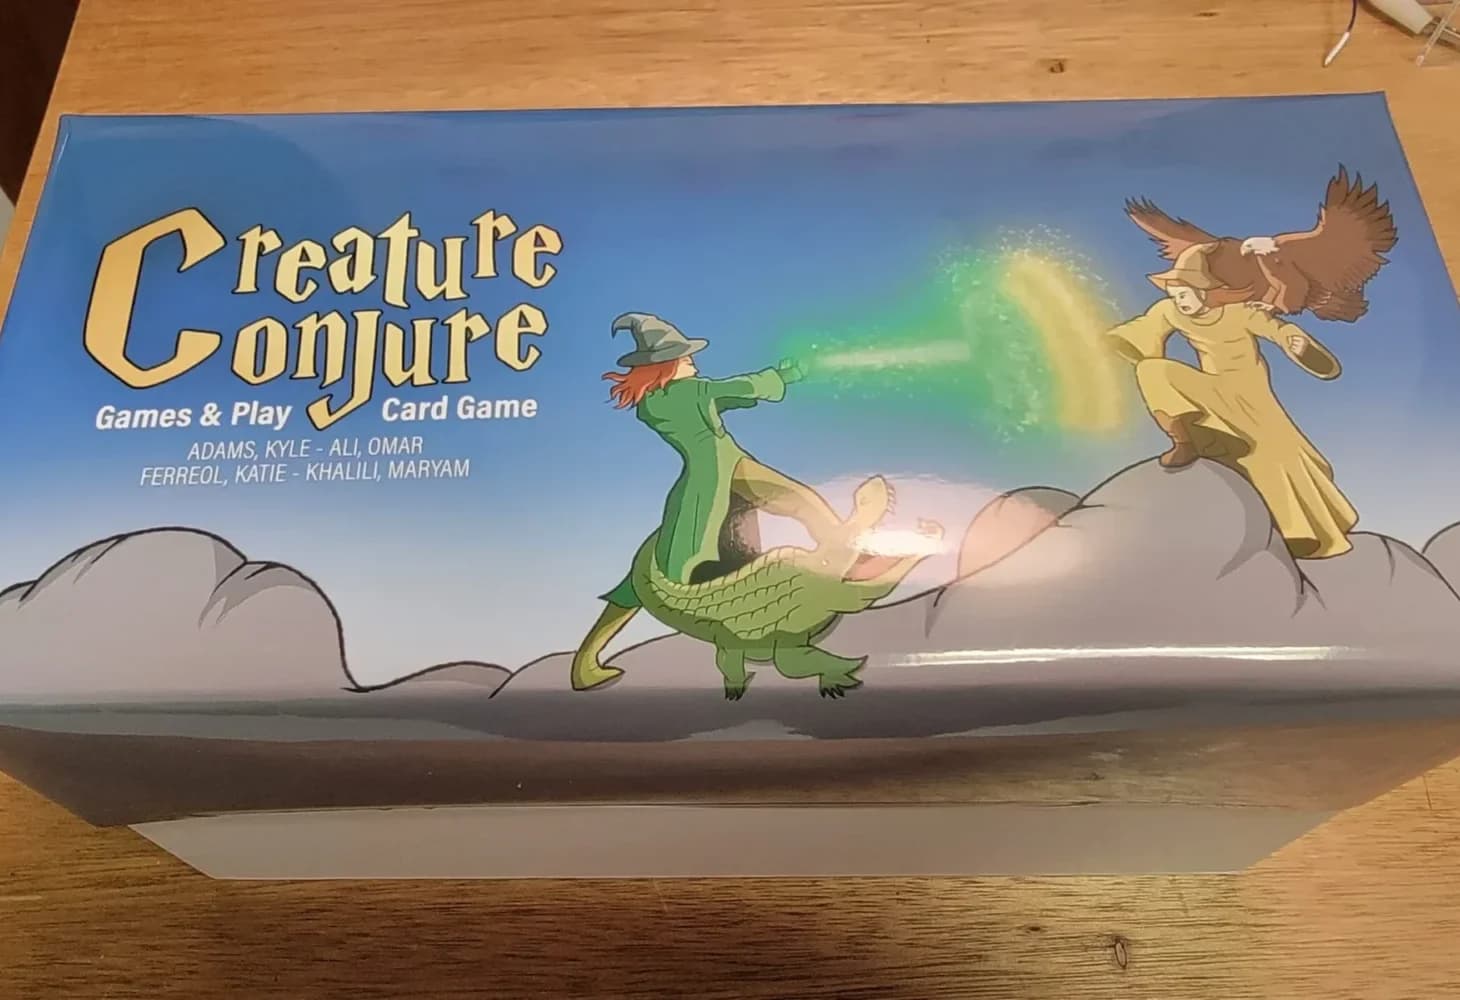 Creature
Conjure
Games & Play Card Game
ADAMS, KYLE - ALI, OMAR
FERREOL, KATIE - KHALILI, MARYAM